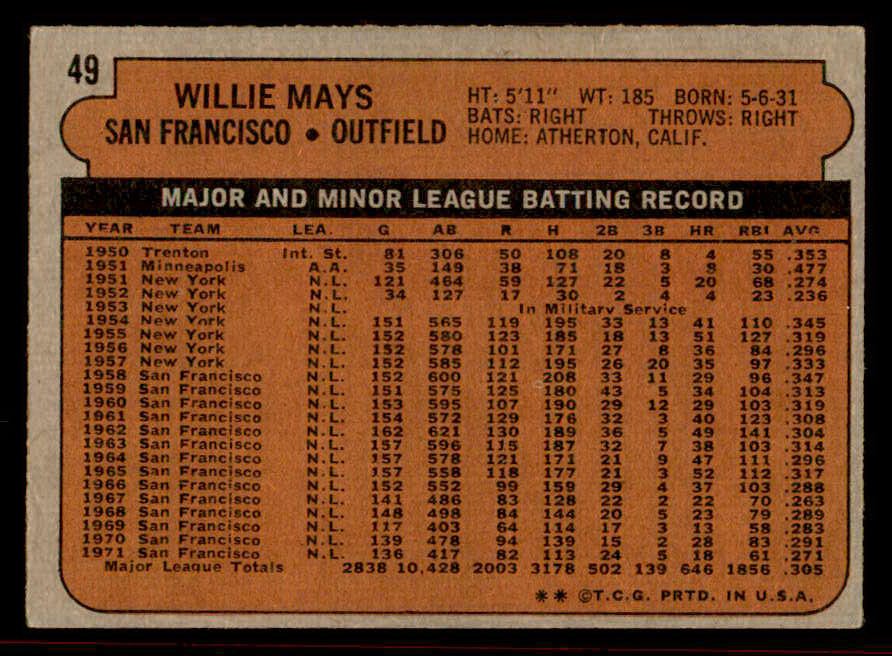 49
WILLIE MAYS
SAN FRANCISCO • OUTFIELD
HT: 5'11" WT: 185 BORN: 5-6-31
BATS: RIGHT THROWS: RIGHT
HOME: ATHERTON, CALIF.
MAJOR AND MINOR LEAGUE BATTING RECORD
YEAR TEAM LEA. G AB R H 2B 3B HR RBI AVG
1950 Trenton Int. St. 81 306 50 108 20 8 4 55 .353
1951 Minneapolis A.A. 35 149 38 71 18 3 8 30 .477
1951 New York N.L. 121 464 59 127 22 5 20 68 .274
1952 New York N.L. 34 127 17 30 2 4 4 23 .236
1953 New York N.L. In Military Service
1954 New York N.L. 151 565 119 195 33 13 41 110 .345
1955 New York N.L. 152 580 123 185 18 13 51 127 .319
1956 New York N.L. 152 578 101 171 27 8 36 84 .296
1957 New York N.L. 152 585 112 195 26 20 35 97 .333
1958 San Francisco N.L. 152 600 121 208 33 11 29 96 .347
1959 San Francisco N.L. 151 575 125 180 43 5 34 104 .313
1960 San Francisco N.L. 153 595 107 190 29 12 29 103 .319
1961 San Francisco N.L. 154 572 129 176 32 3 40 123 .308
1962 San Francisco N.L. 162 621 130 189 36 5 49 141 .304
1963 San Francisco N.L. 157 596 115 187 32 7 38 103 .314
1964 San Francisco N.L. 157 578 121 171 21 9 47 111 .296
1965 San Francisco N.L. 157 558 118 177 21 3 52 112 .317
1966 San Francisco N.L. 152 552 99 159 29 4 37 103 .288
1967 San Francisco N.L. 141 486 83 128 22 2 22 70 .263
1968 San Francisco N.L. 148 498 84 144 20 5 23 79 .289
1969 San Francisco N.L. 117 403 64 114 17 3 13 58 .283
1970 San Francisco N.L. 139 478 94 139 15 2 28 83 .291
1971 San Francisco N.L. 136 417 82 113 24 5 18 61 .271
Major League Totals 2838 10,428 2003 3178 502 139 646 1856 .305
** ©T.C.G. PRTD. IN U.S.A.